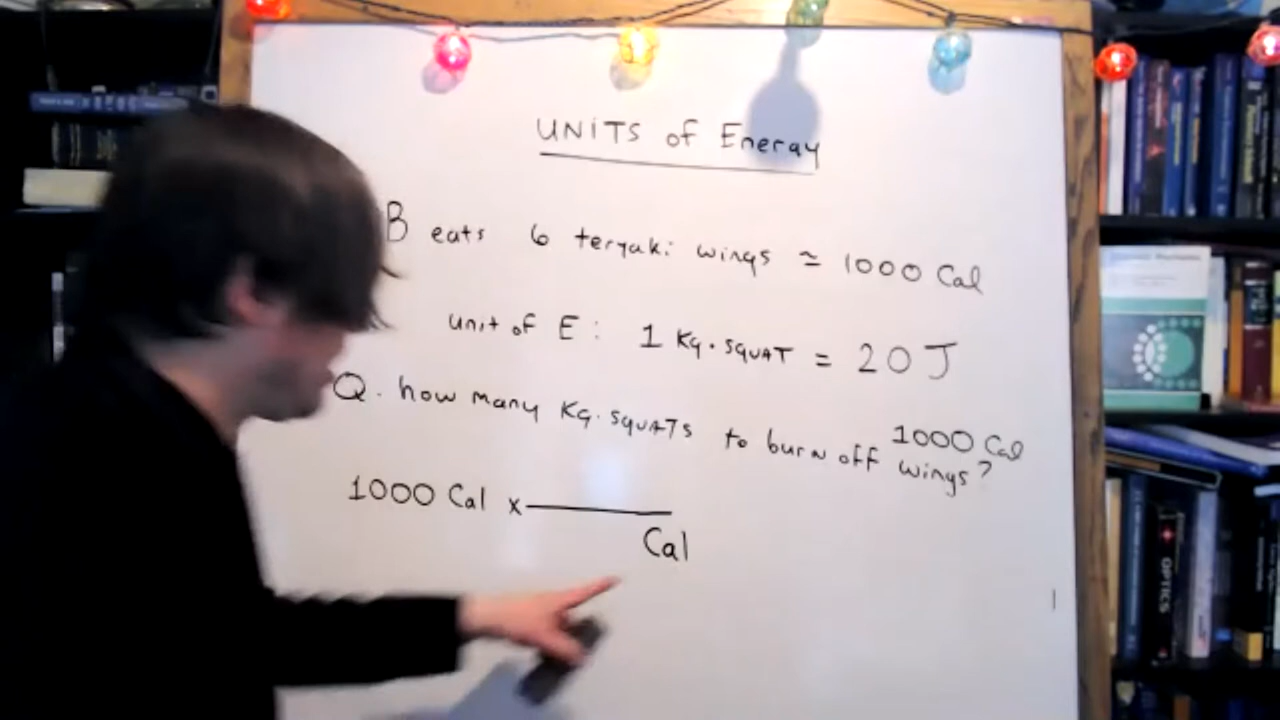 UNITS of Energy
B eats 6 teryaki wings ≃ 1000 Cal
unit of E : 1 Kg·SQUAT = 20 J
Q. how many Kg·SQUATS to burn off 1000 Cal wings?
1000 Cal x
Cal
OPTICS